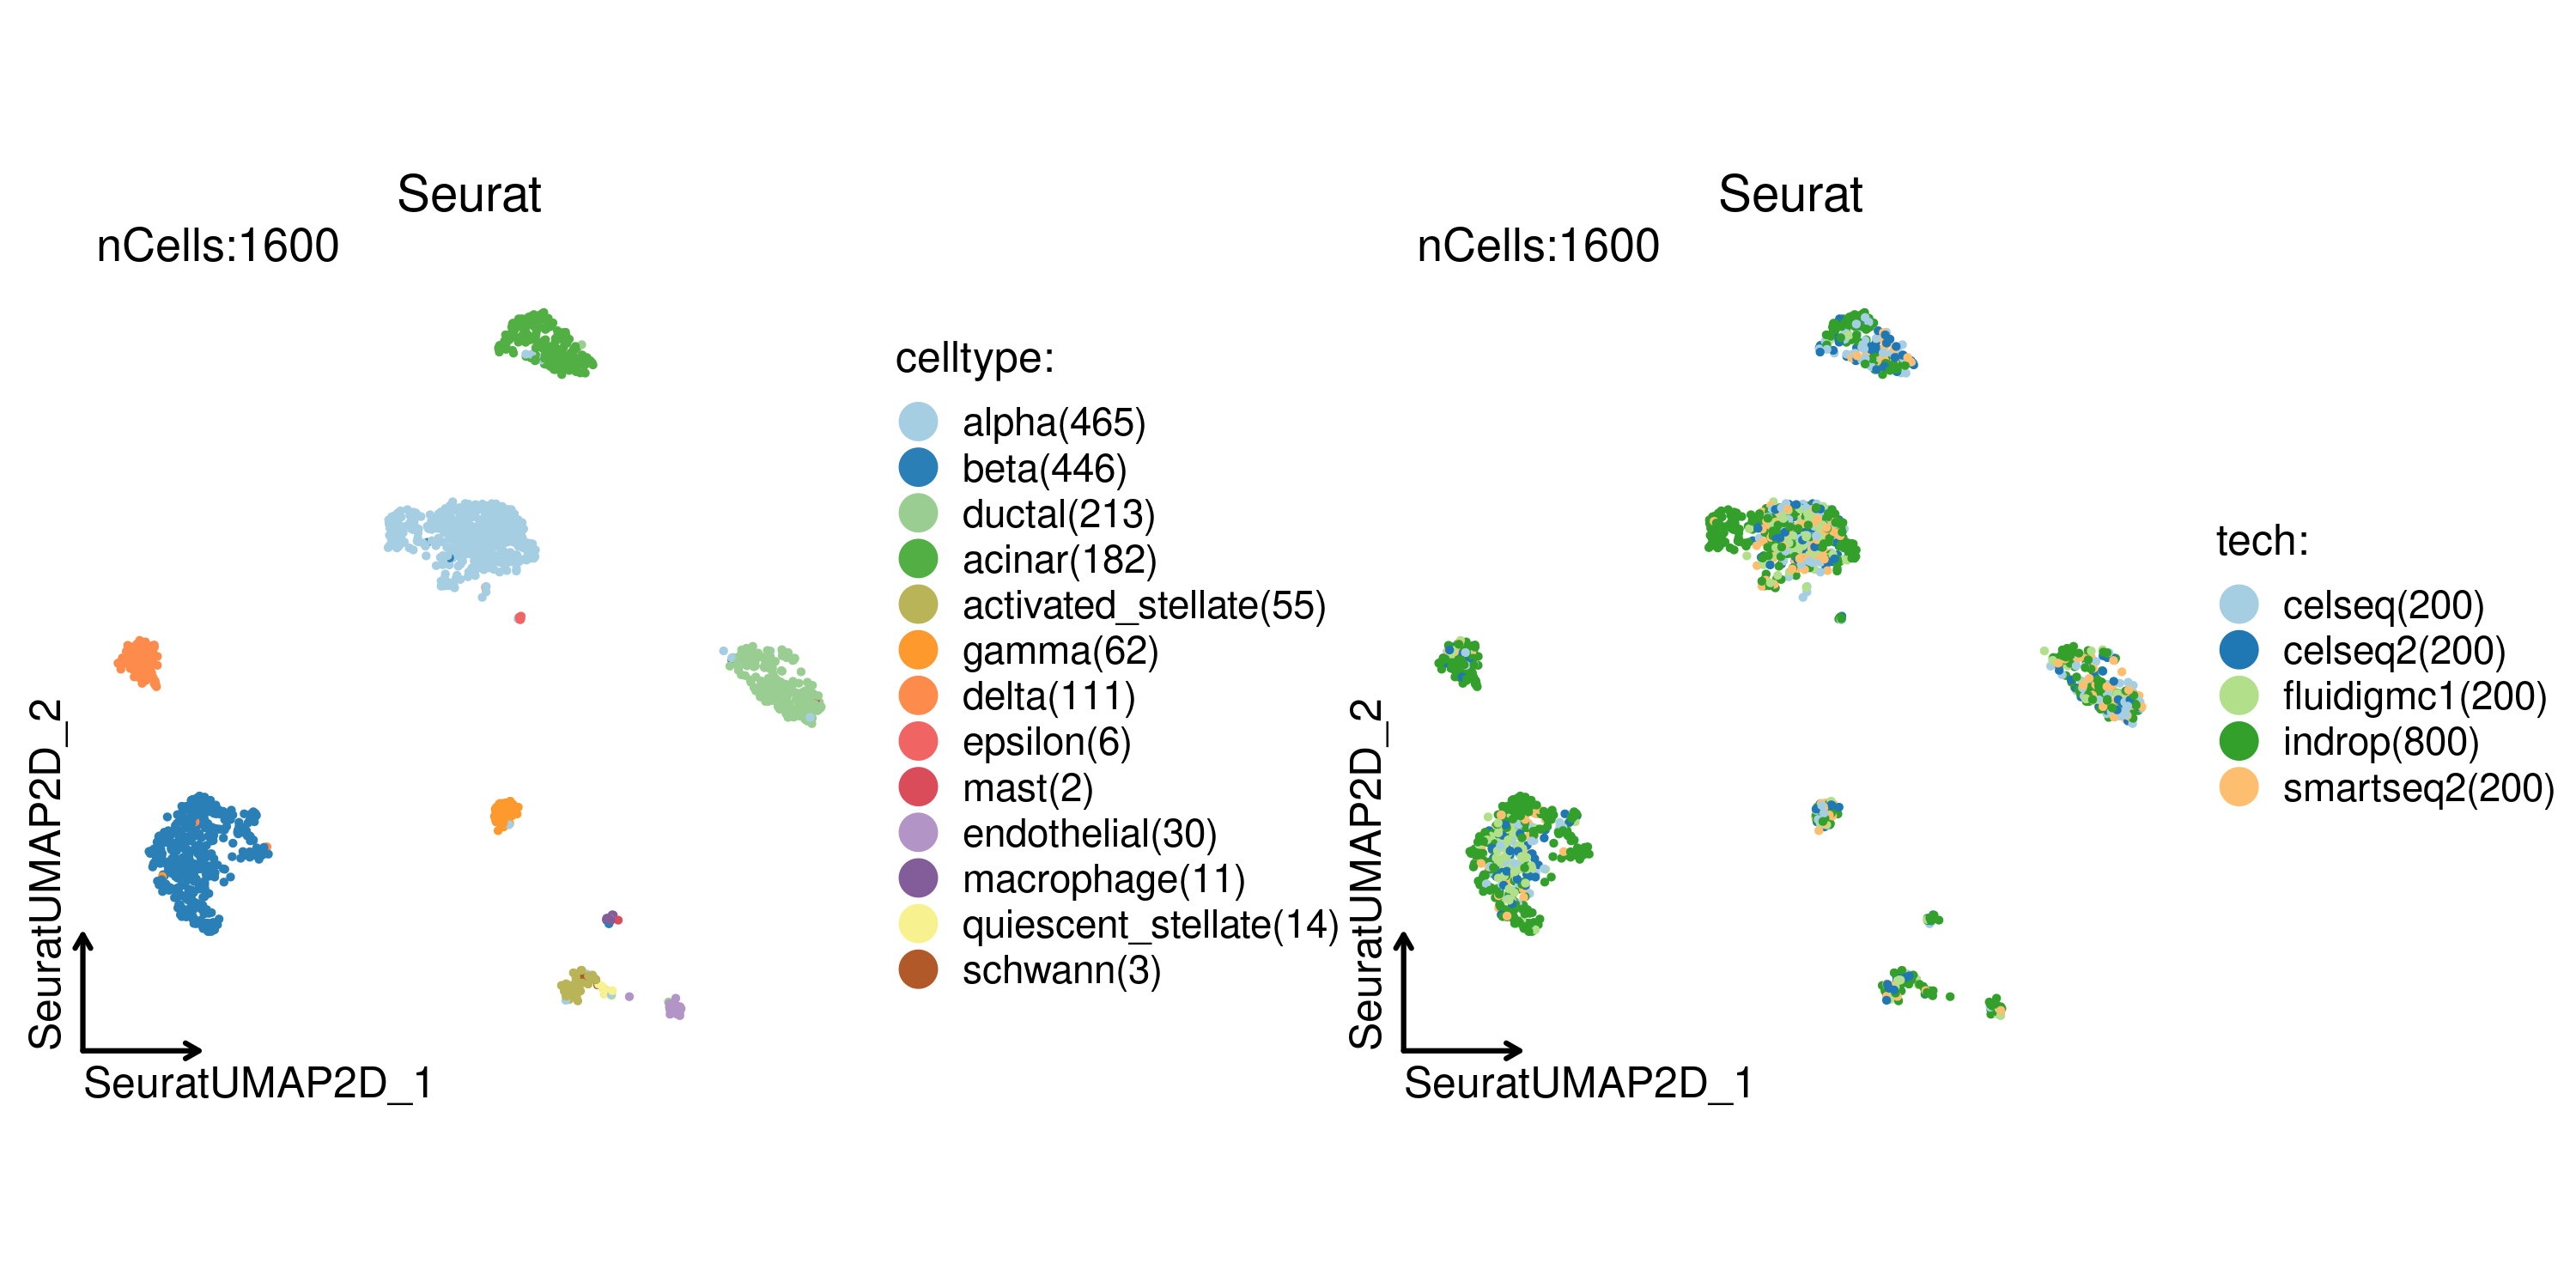 Seurat
nCells:1600
celltype:
alpha(465)
beta(446)
ductal(213)
acinar(182)
activated_stellate(55)
gamma(62)
delta(111)
epsilon(6)
mast(2)
endothelial(30)
macrophage(11)
quiescent_stellate(14)
schwann(3)
SeuratUMAP2D_2
SeuratUMAP2D_1
Seurat
nCells:1600
tech:
celseq(200)
celseq2(200)
fluidigmc1(200)
indrop(800)
smartseq2(200)
SeuratUMAP2D_2
SeuratUMAP2D_1